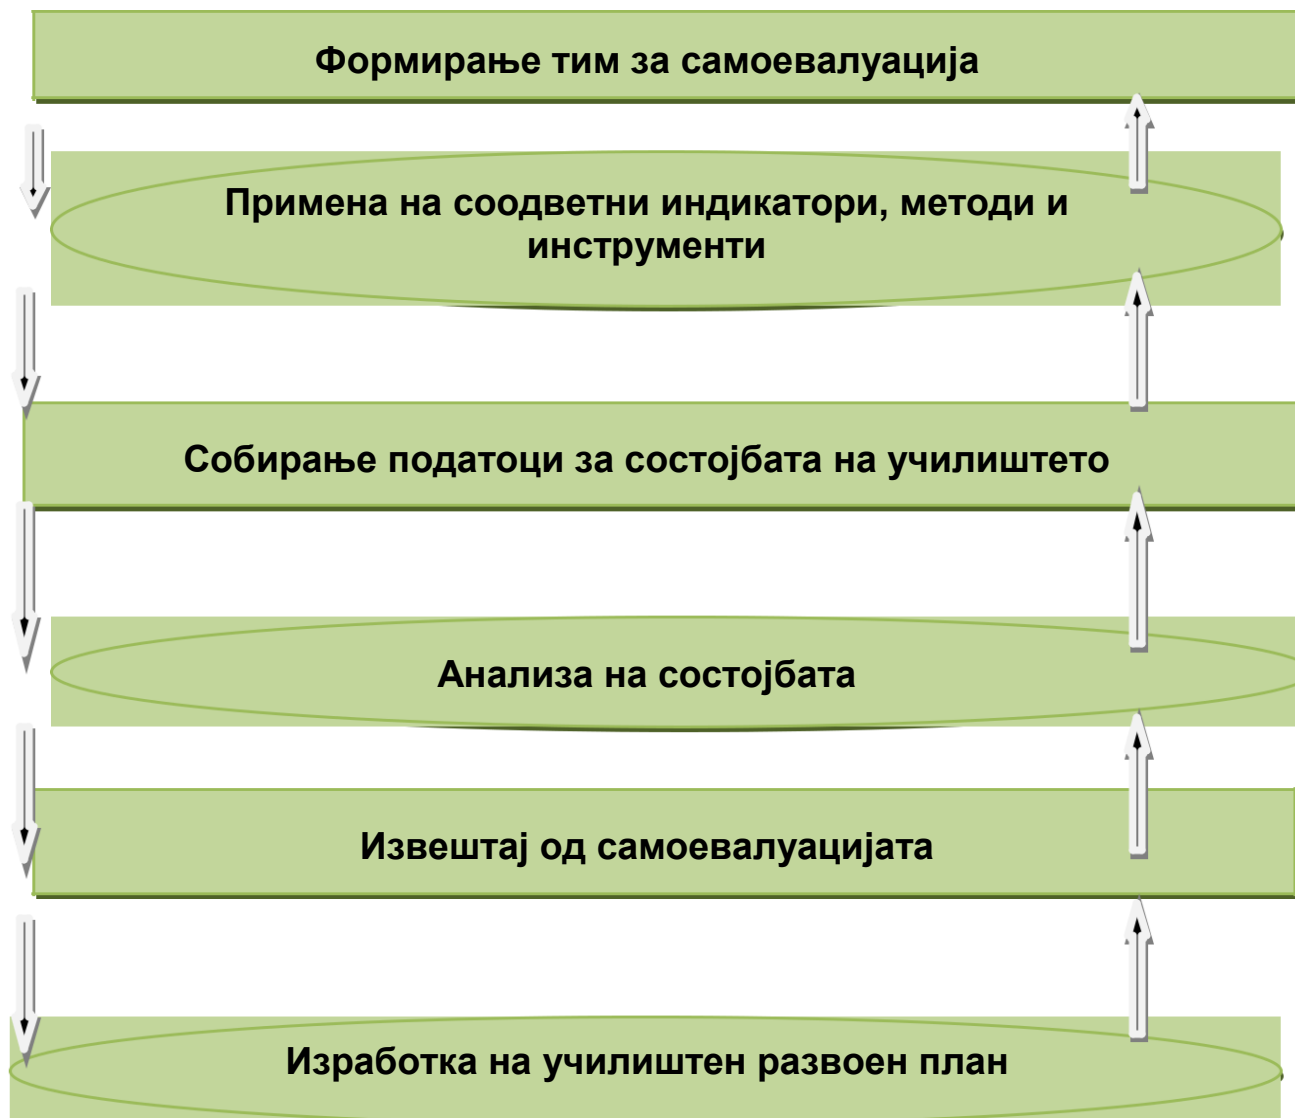 Формирање тим за самоевалуација
Примена на соодветни индикатори, методи и
инструменти
Собирање податоци за состојбата на училиштето
Анализа на состојбата
Извештај од самоевалуацијата
Изработка на училиштен развоен план